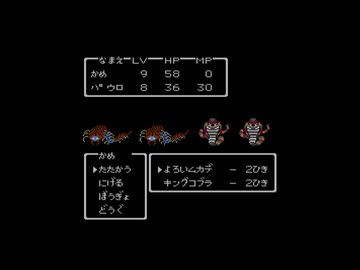 なまえ LV HP MP
かめ 9 58 0
パウロ 8 36 30
かめ
▶たたかう
にげる
ぼうぎょ
どうぐ
▶よろいムカデ － 2ひき
キングコブラ － 2ひき